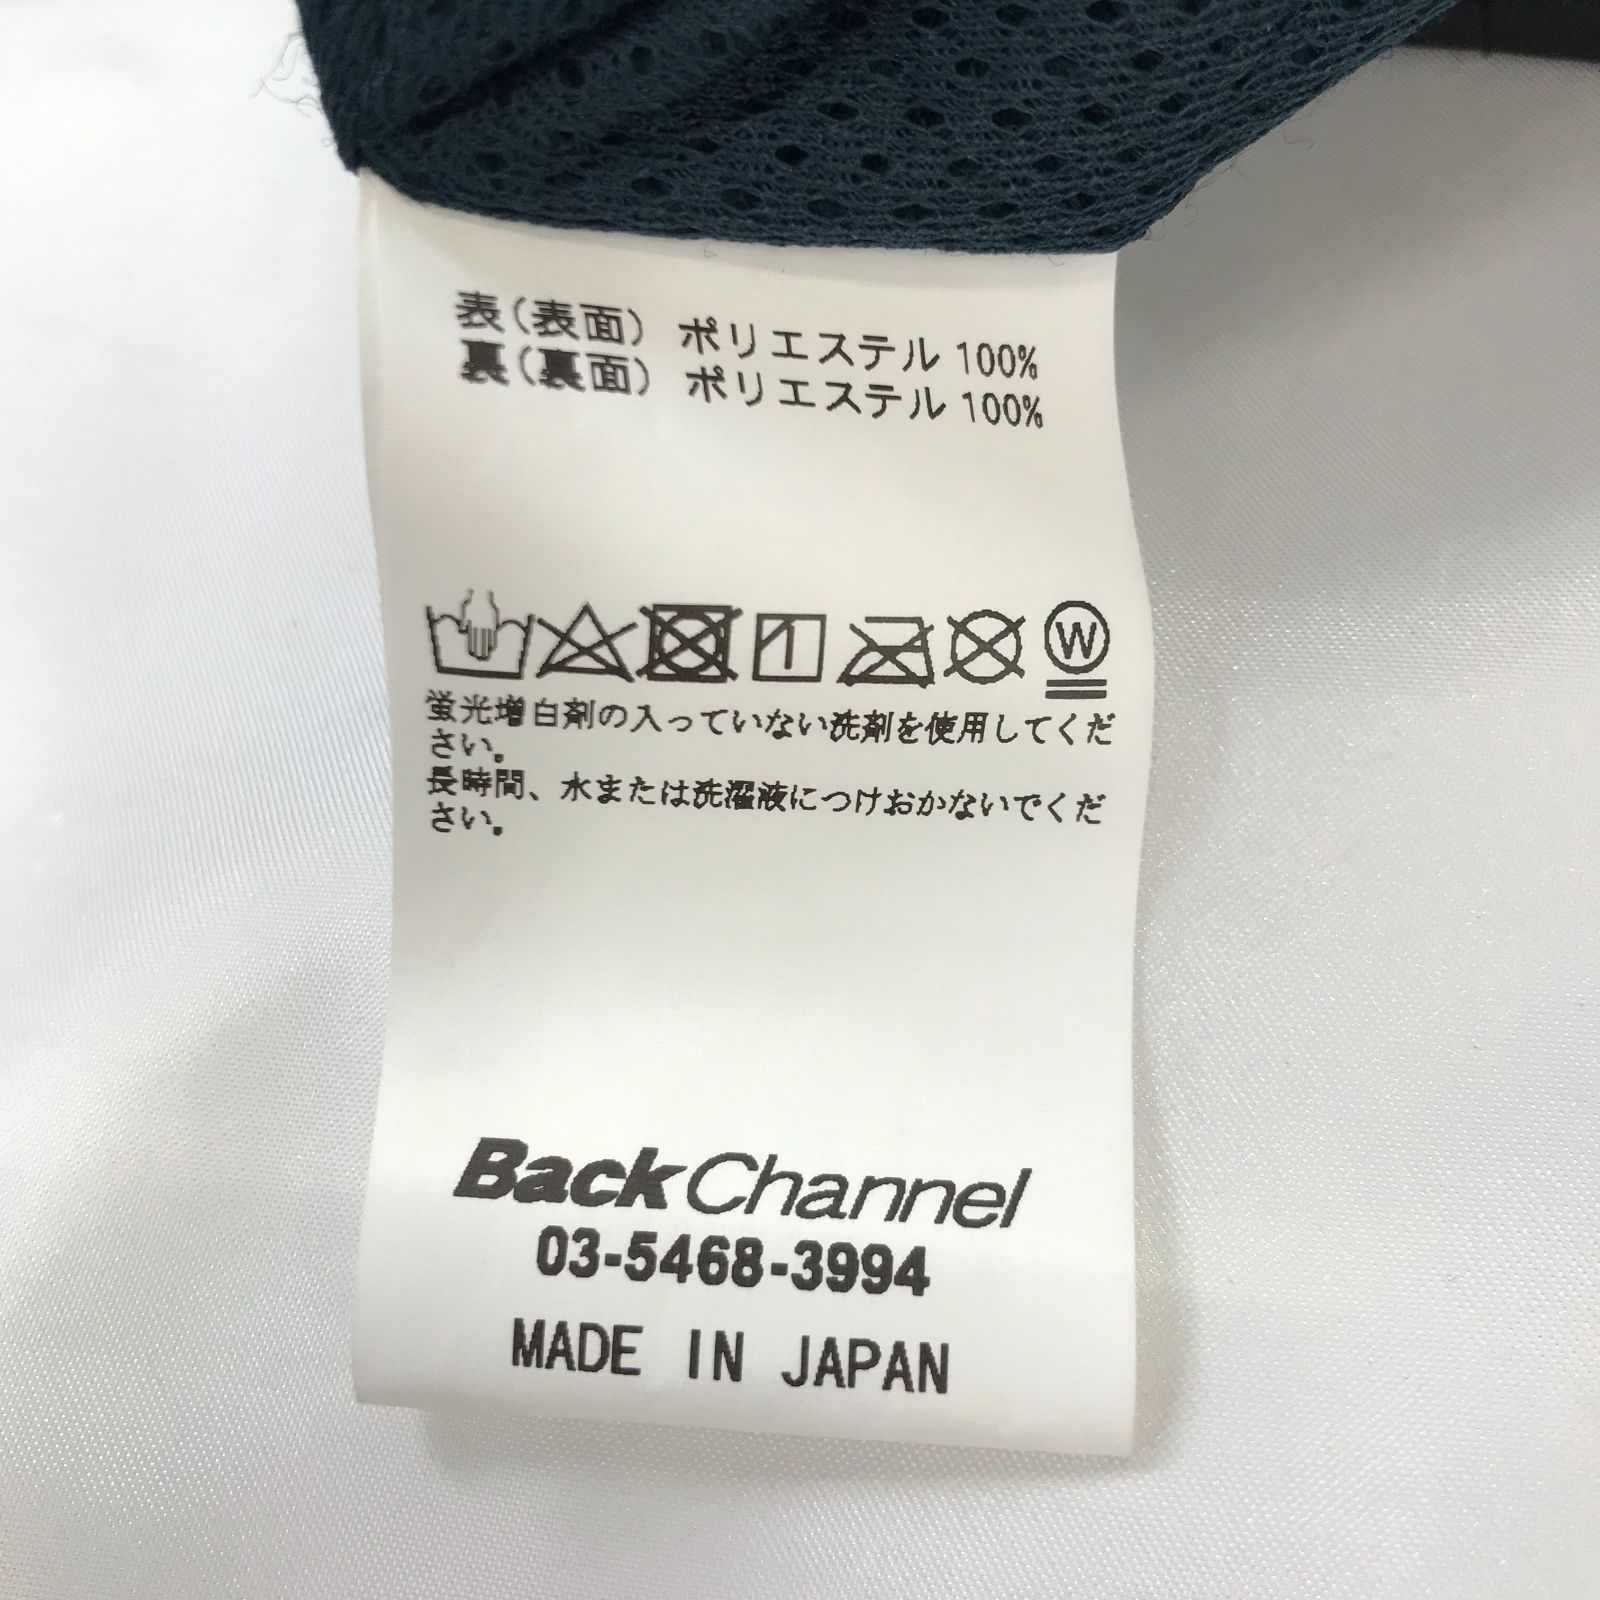 表(表面) ポリエステル 100%
裏(裏面) ポリエステル 100%
W
蛍光増白剤の入っていない洗剤を使用してくだ
さい。
長時間、水または洗濯液につけおかないでくだ
さい。
BackChannel
03-5468-3994
MADE IN JAPAN